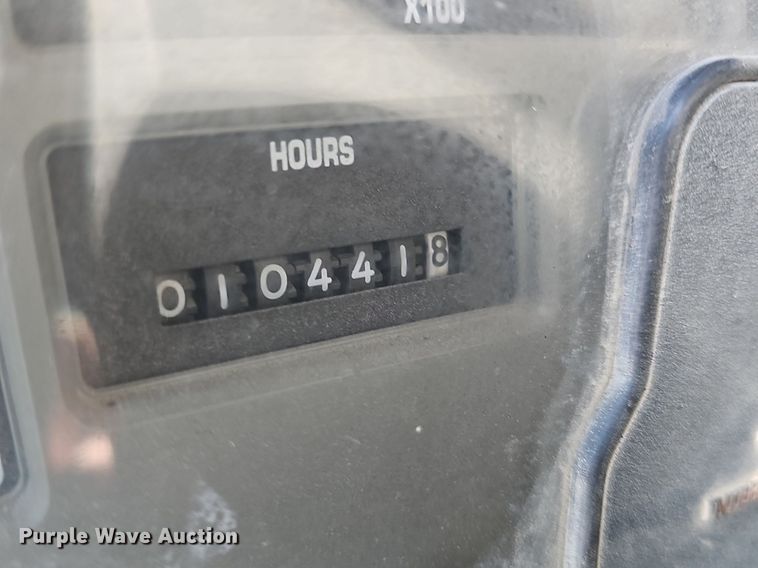 X100
HOURS
0104418
Purple Wave Auction